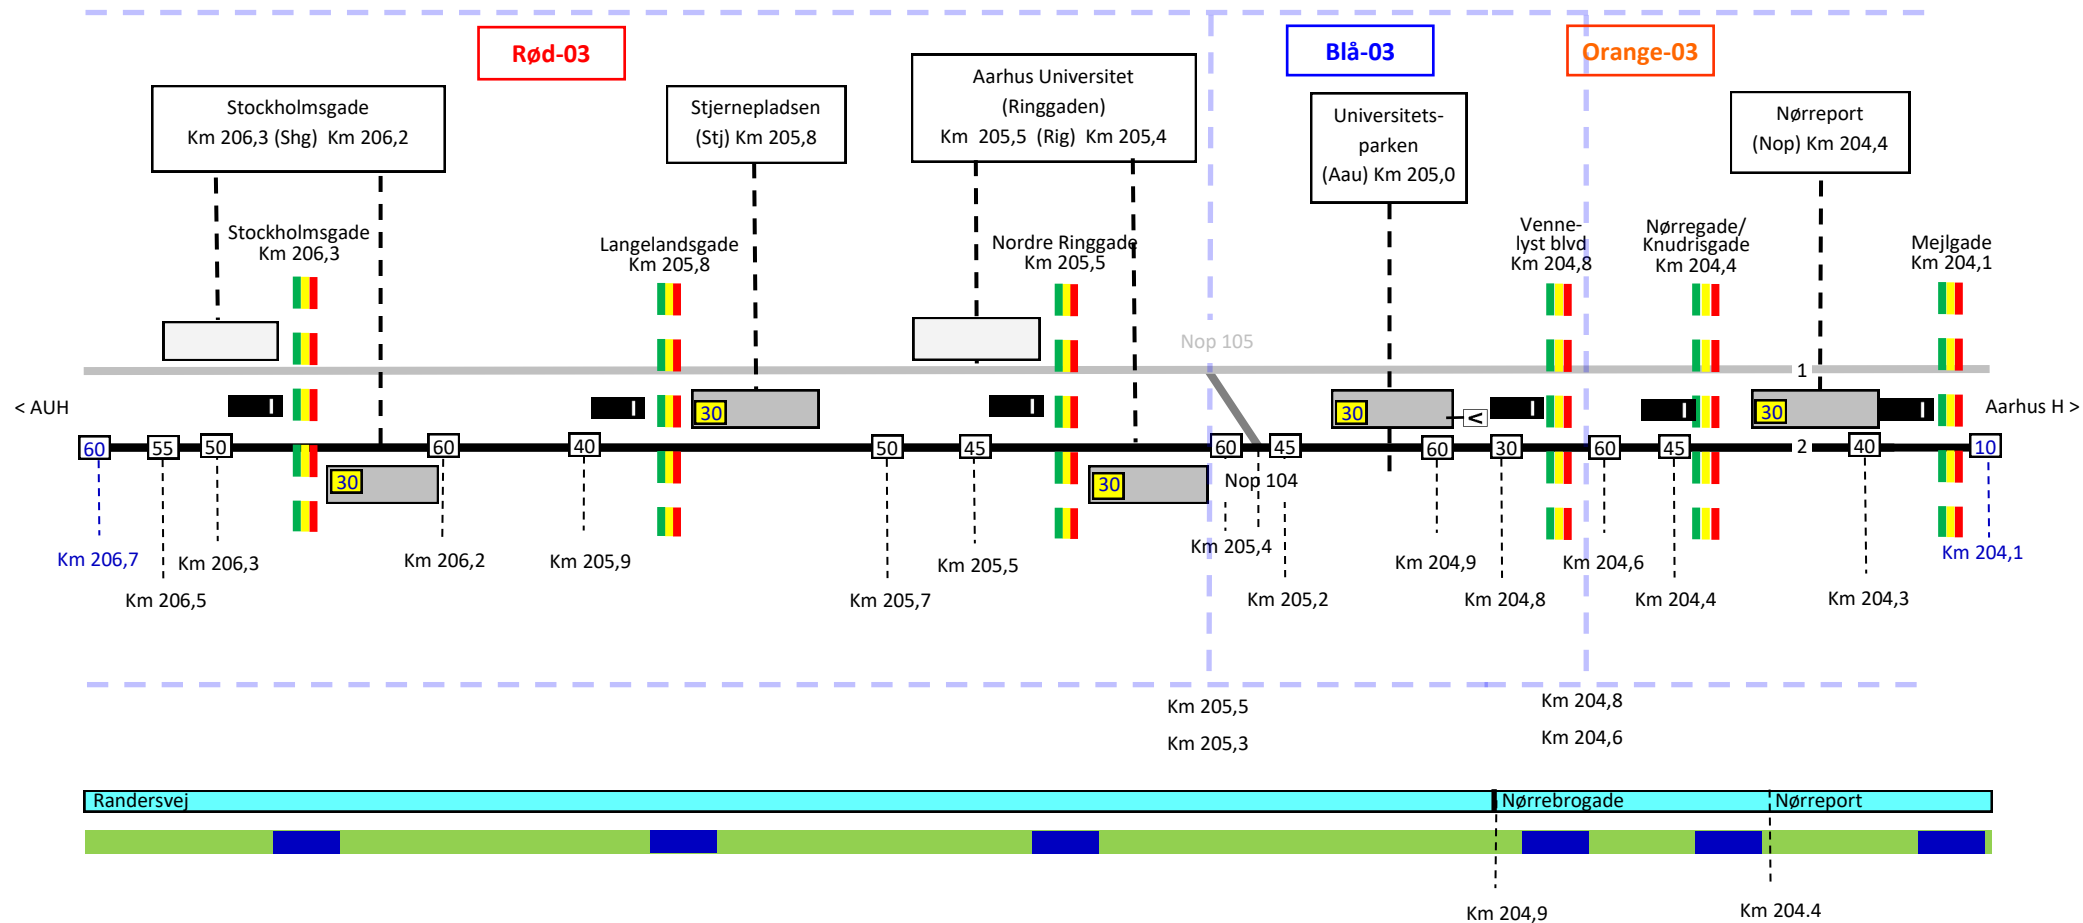 Rød-03
Blå-03
Orange-03
Stockholmsgade
Km 206,3 (Shg) Km 206,2
Stjernepladsen
(Stj) Km 205,8
Aarhus Universitet
(Ringgaden)
Km 205,5 (Rig) Km 205,4
Universitets-
parken
(Aau) Km 205,0
Nørreport
(Nop) Km 204,4
Stockholmsgade
Km 206,3
Langelandsgade
Km 205,8
Nordre Ringgade
Km 205,5
Venne-
lyst blvd
Km 204,8
Nørregade/
Knudrisgade
Km 204,4
Mejlgade
Km 204,1
Nop 105
1
< AUH
30
30
<
30
Aarhus H >
60
55
50
60
40
50
45
60
45
60
30
60
45
2
40
10
30
30
Nop 104
Km 206,7
Km 206,3
Km 206,2
Km 205,9
Km 205,5
Km 205,4
Km 204,9
Km 204,6
Km 204,1
Km 206,5
Km 205,7
Km 205,2
Km 204,8
Km 204,4
Km 204,3
Km 205,5
Km 205,3
Km 204,8
Km 204,6
Randersvej
Nørrebrogade
Nørreport
Km 204,9
Km 204.4